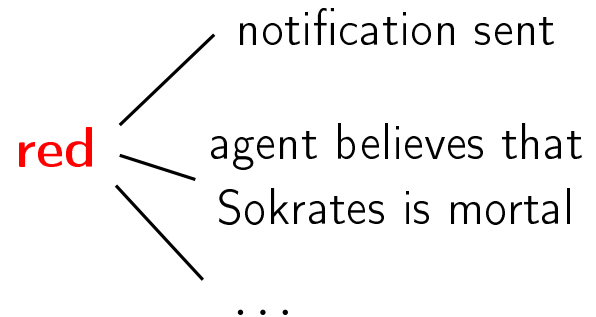 notification sent
red
agent believes that
Sokrates is mortal
...